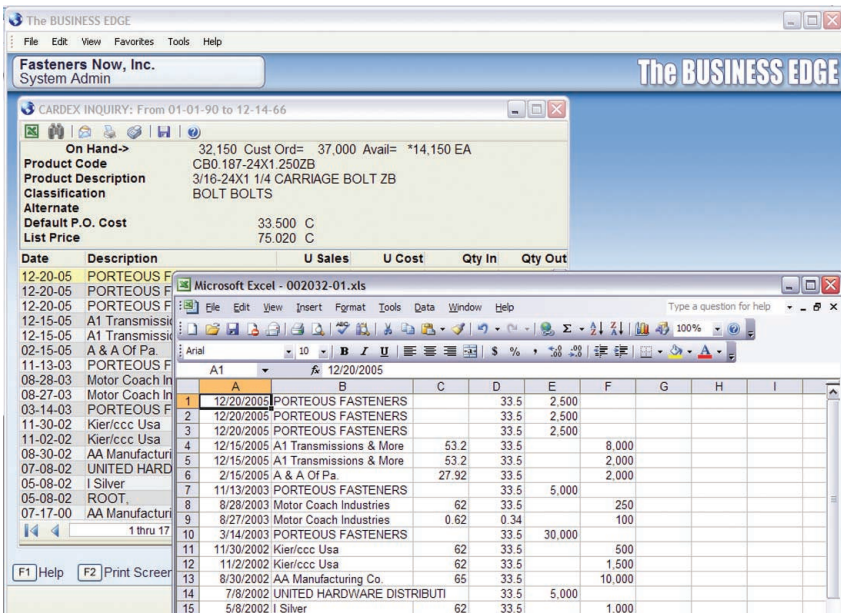 The BUSINESS EDGE
File Edit View Favorites Tools Help
Fasteners Now, Inc.
System Admin
The BUSINESS EDGE
CARDEX INQUIRY: From 01-01-90 to 12-14-66
On Hand-> 32,150 Cust Ord= 37,000 Avail= *14,150 EA
Product Code CB0.187-24X1.250ZB
Product Description 3/16-24X1 1/4 CARRIAGE BOLT ZB
Classification BOLT BOLTS
Alternate
Default P.O. Cost 33.500 C
List Price 75.020 C
Date Description U Sales U Cost Qty In Qty Out
12-20-05 PORTEOUS F
12-20-05 PORTEOUS F
12-20-05 PORTEOUS F
12-15-05 A1 Transmissi
12-15-05 A1 Transmissi
02-15-05 A & A Of Pa.
11-13-03 PORTEOUS F
08-28-03 Motor Coach In
08-27-03 Motor Coach In
03-14-03 PORTEOUS F
11-30-02 Kier/ccc Usa
11-02-02 Kier/ccc Usa
08-30-02 AA Manufacturi
07-08-02 UNITED HARD
05-08-02 I Silver
05-08-02 ROOT,
07-17-00 AA Manufacturi
1 thru 17
F1 Help F2 Print Screen
Microsoft Excel - 002032-01.xls
File Edit View Insert Format Tools Data Window Help Type a question for help
100%
Arial 10 B I U $ % ,
A1 fx 12/20/2005
A B C D E F G H I
1 12/20/2005 PORTEOUS FASTENERS 33.5 2,500
2 12/20/2005 PORTEOUS FASTENERS 33.5 2,500
3 12/20/2005 PORTEOUS FASTENERS 33.5 2,500
4 12/15/2005 A1 Transmissions & More 53.2 33.5 8,000
5 12/15/2005 A1 Transmissions & More 53.2 33.5 2,000
6 2/15/2005 A & A Of Pa. 27.92 33.5 2,000
7 11/13/2003 PORTEOUS FASTENERS 33.5 5,000
8 8/28/2003 Motor Coach Industries 62 33.5 250
9 8/27/2003 Motor Coach Industries 0.62 0.34 100
10 3/14/2003 PORTEOUS FASTENERS 33.5 30,000
11 11/30/2002 Kier/ccc Usa 62 33.5 500
12 11/2/2002 Kier/ccc Usa 62 33.5 1,500
13 8/30/2002 AA Manufacturing Co. 65 33.5 10,000
14 7/8/2002 UNITED HARDWARE DISTRIBUTI 33.5 5,000
15 5/8/2002 I Silver 62 33.5 1,000